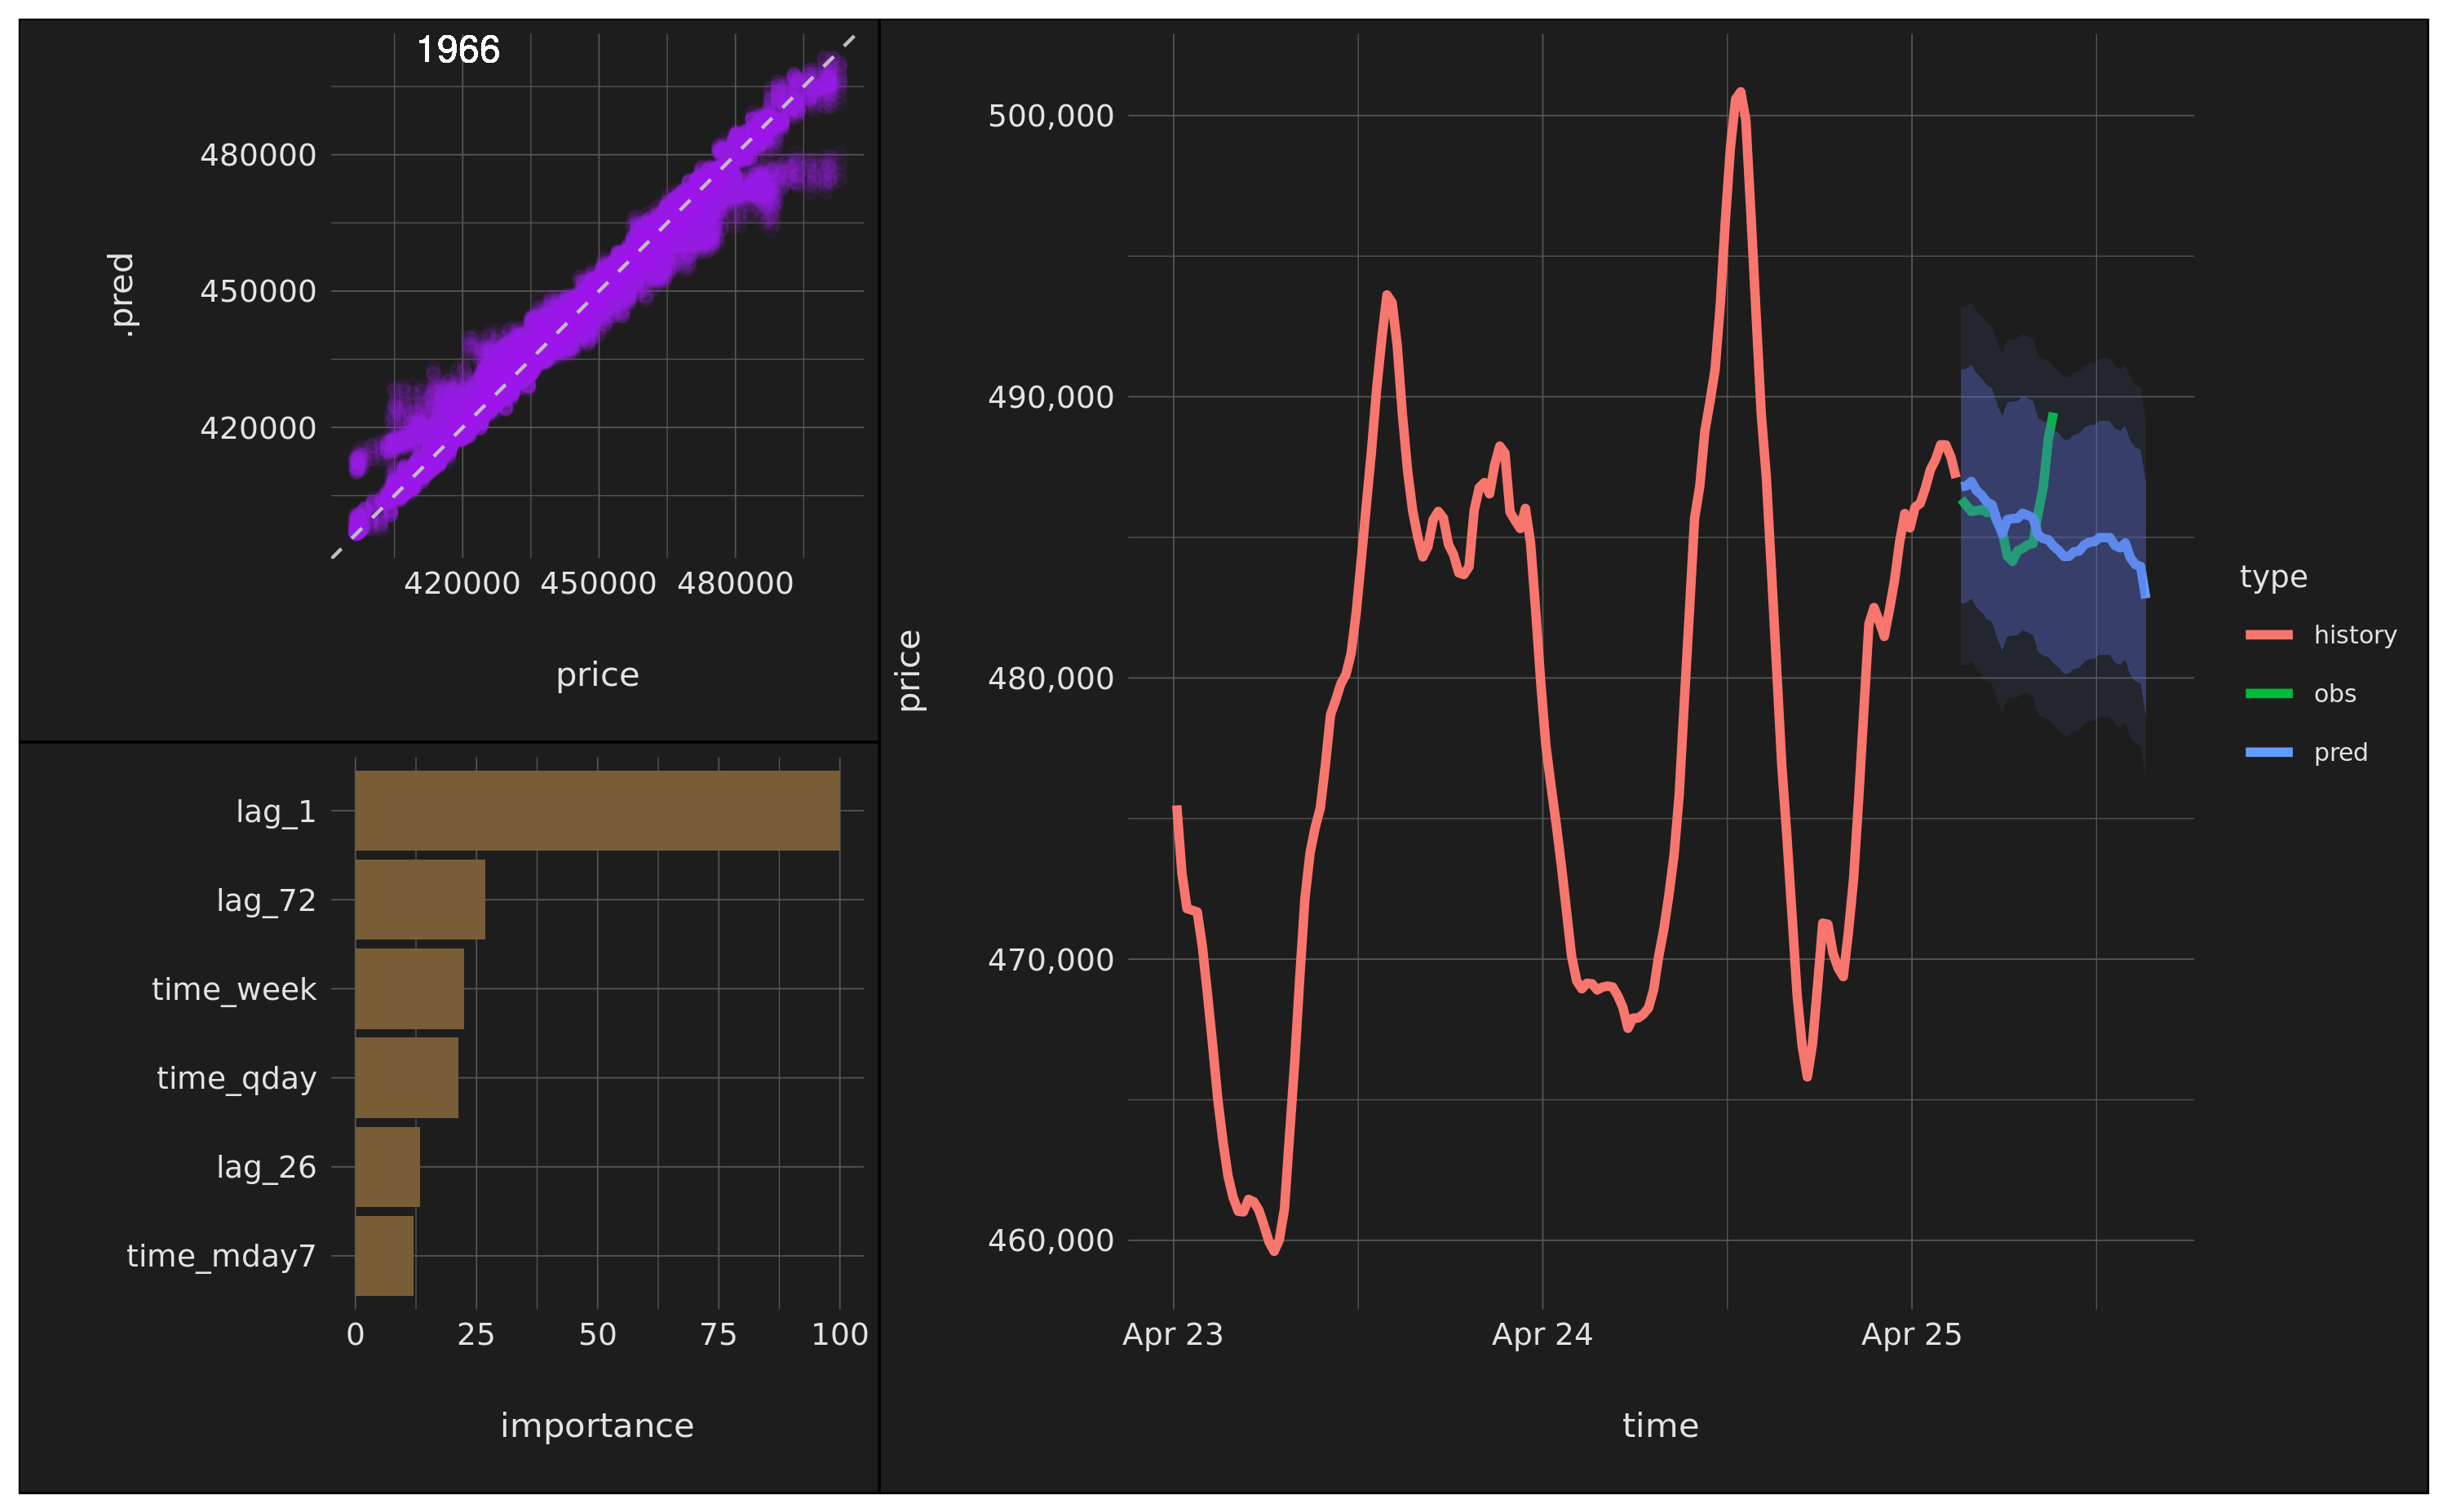 1966
.pred
480000
450000
420000
420000 450000 480000
price
lag_1
lag_72
time_week
time_qday
lag_26
time_mday7
0 25 50 75 100
importance
price
500,000
490,000
480,000
470,000
460,000
Apr 23 Apr 24 Apr 25
time
type
history
obs
pred